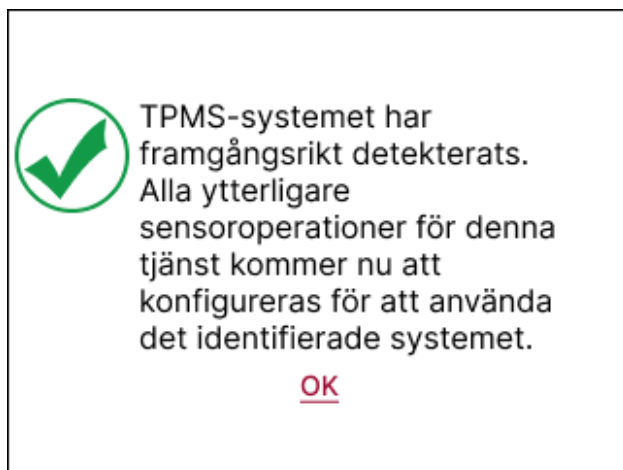 TPMS-systemet har
framgångsrikt detekterats.
Alla ytterligare
sensoroperationer för denna
tjänst kommer nu att
konfigureras för att använda
det identifierade systemet.
OK